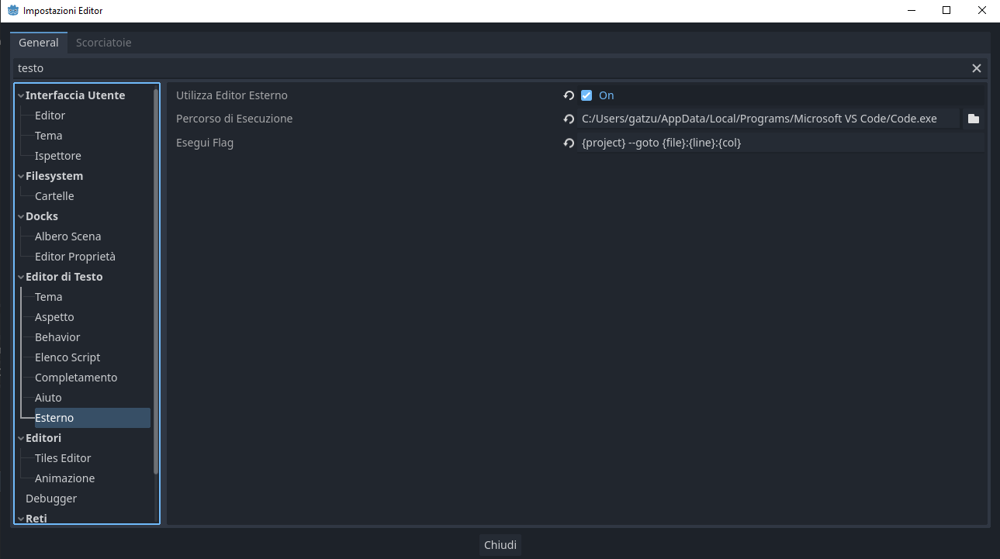 Impostazioni Editor
General Scorciatoie
testo
Interfaccia Utente
Editor
Tema
Ispettore
Filesystem
Cartelle
Docks
Albero Scena
Editor Proprietà
Editor di Testo
Tema
Aspetto
Behavior
Elenco Script
Completamento
Aiuto
Esterno
Editori
Tiles Editor
Animazione
Debugger
Reti
Utilizza Editor Esterno On
Percorso di Esecuzione C:/Users/gatzu/AppData/Local/Programs/Microsoft VS Code/Code.exe
Esegui Flag {project} --goto {file}:{line}:{col}
Chiudi